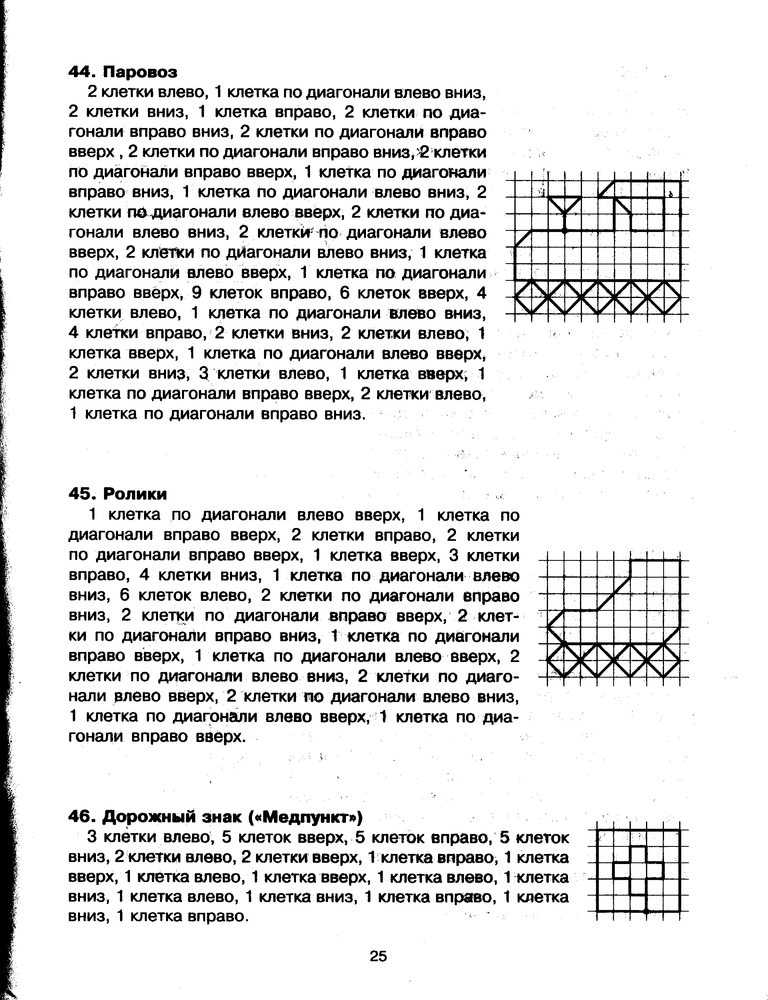 44. Паровоз
2 клетки влево, 1 клетка по диагонали влево вниз,
2 клетки вниз, 1 клетка вправо, 2 клетки по диа-
гонали вправо вниз, 2 клетки по диагонали вправо
вверх , 2 клетки по диагонали вправо вниз, 2 клетки
по диагонали вправо вверх, 1 клетка по диагонали
вправо вниз, 1 клетка по диагонали влево вниз, 2
клетки по диагонали влево вверх, 2 клетки по диа-
гонали влево вниз, 2 клетки по диагонали влево
вверх, 2 клетки по диагонали влево вниз, 1 клетка
по диагонали влево вверх, 1 клетка по диагонали
вправо вверх, 9 клеток вправо, 6 клеток вверх, 4
клетки влево, 1 клетка по диагонали влево вниз,
4 клетки вправо, 2 клетки вниз, 2 клетки влево, 1
клетка вверх, 1 клетка по диагонали влево вверх,
2 клетки вниз, 3 клетки влево, 1 клетка вверх, 1
клетка по диагонали вправо вверх, 2 клетки влево,
1 клетка по диагонали вправо вниз.
45. Ролики
1 клетка по диагонали влево вверх, 1 клетка по
диагонали вправо вверх, 2 клетки вправо, 2 клетки
по диагонали вправо вверх, 1 клетка вверх, 3 клетки
вправо, 4 клетки вниз, 1 клетка по диагонали влево
вниз, 6 клеток влево, 2 клетки по диагонали вправо
вниз, 2 клетки по диагонали вправо вверх, 2 клет-
ки по диагонали вправо вниз, 1 клетка по диагонали
вправо вверх, 1 клетка по диагонали влево вверх, 2
клетки по диагонали влево вниз, 2 клетки по диаго-
нали влево вверх, 2 клетки по диагонали влево вниз,
1 клетка по диагонали влево вверх, 1 клетка по диа-
гонали вправо вверх.
46. Дорожный знак («Медпункт»)
3 клетки влево, 5 клеток вверх, 5 клеток вправо, 5 клеток
вниз, 2 клетки влево, 2 клетки вверх, 1 клетка вправо, 1 клетка
вверх, 1 клетка влево, 1 клетка вверх, 1 клетка влево, 1 клетка
вниз, 1 клетка влево, 1 клетка вниз, 1 клетка вправо, 1 клетка
вниз, 1 клетка вправо.
25